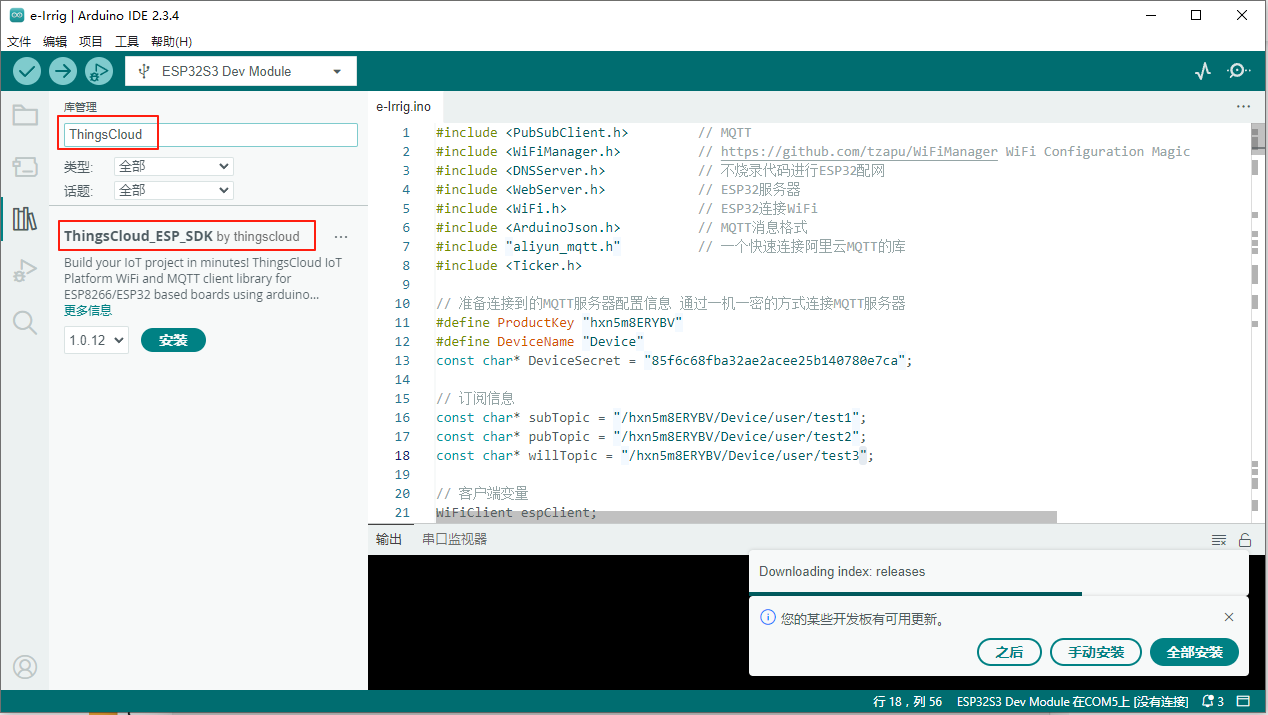 e-Irrig | Arduino IDE 2.3.4
文件 编辑 项目 工具 帮助(H)
ESP32S3 Dev Module
库管理
ThingsCloud
类型: 全部
话题: 全部
ThingsCloud_ESP_SDK by thingscloud
Build your IoT project in minutes! ThingsCloud IoT
Platform WiFi and MQTT client library for
ESP8266/ESP32 based boards using arduino...
更多信息
1.0.12 安装
e-Irrig.ino
1 #include <PubSubClient.h> // MQTT
2 #include <WiFiManager.h> // https://github.com/tzapu/WiFiManager WiFi Configuration Magic
3 #include <DNSServer.h> // 不烧录代码进行ESP32配网
4 #include <WebServer.h> // ESP32服务器
5 #include <WiFi.h> // ESP32连接WiFi
6 #include <ArduinoJson.h> // MQTT消息格式
7 #include "aliyun_mqtt.h" // 一个快速连接阿里云MQTT的库
8 #include <Ticker.h>
9
10 // 准备连接到的MQTT服务器配置信息 通过一机一密的方式连接MQTT服务器
11 #define ProductKey "hxn5m8ERYBV"
12 #define DeviceName "Device"
13 const char* DeviceSecret = "85f6c68fba32ae2acee25b140780e7ca";
14
15 // 订阅信息
16 const char* subTopic = "/hxn5m8ERYBV/Device/user/test1";
17 const char* pubTopic = "/hxn5m8ERYBV/Device/user/test2";
18 const char* willTopic = "/hxn5m8ERYBV/Device/user/test3";
19
20 // 客户端变量
21 WiFiClient espClient;
输出 串口监视器
Downloading index: releases
您的某些开发板有可用更新。
之后 手动安装 全部安装
行 18，列 56 ESP32S3 Dev Module 在COM5上 [没有连接] 3